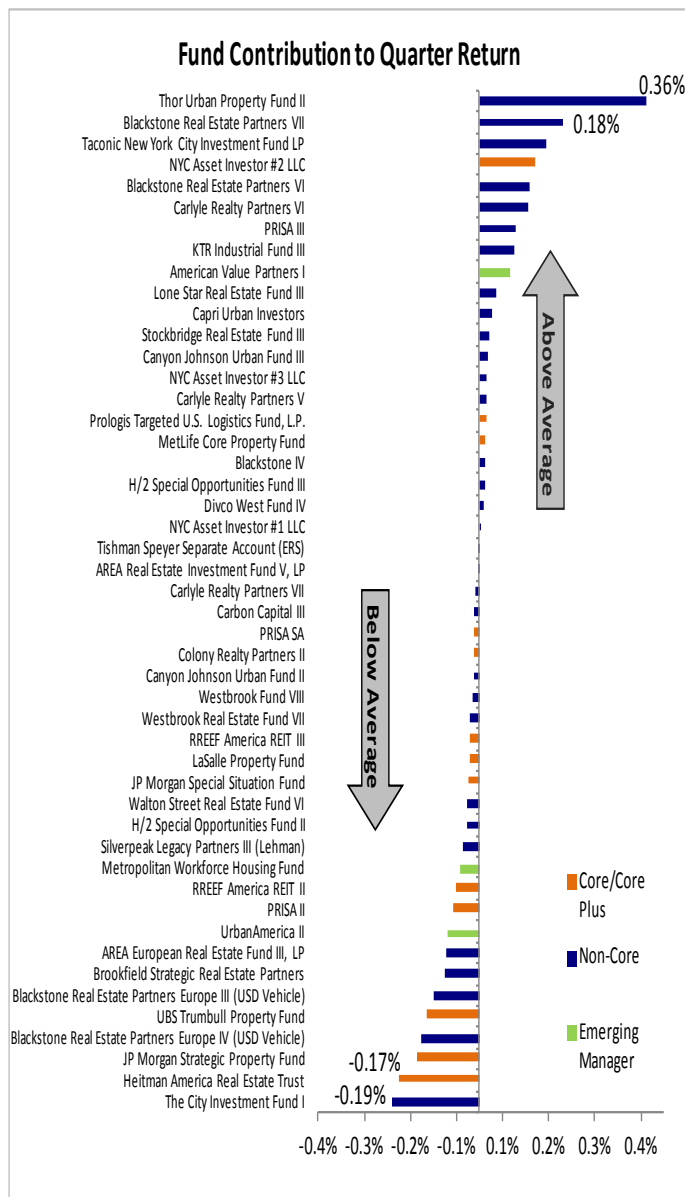 Fund Contribution to Quarter Return
0.36%
Thor Urban Property Fund II
Blackstone Real Estate Partners VII
0.18%
Taconic New York City Investment Fund LP
NYC Asset Investor #2 LLC
Blackstone Real Estate Partners VI
Carlyle Realty Partners VI
PRISA III
KTR Industrial Fund III
American Value Partners I
Lone Star Real Estate Fund III
Capri Urban Investors
Stockbridge Real Estate Fund III
Canyon Johnson Urban Fund III
NYC Asset Investor #3 LLC
Carlyle Realty Partners V
Prologis Targeted U.S. Logistics Fund, L.P.
MetLife Core Property Fund
Blackstone IV
H/2 Special Opportunities Fund III
Divco West Fund IV
NYC Asset Investor #1 LLC
Tishman Speyer Separate Account (ERS)
AREA Real Estate Investment Fund V, LP
Above Average
Carlyle Realty Partners VII
Carbon Capital III
PRISA SA
Colony Realty Partners II
Canyon Johnson Urban Fund II
Westbrook Fund VIII
Westbrook Real Estate Fund VII
RREEF America REIT III
LaSalle Property Fund
JP Morgan Special Situation Fund
Walton Street Real Estate Fund VI
H/2 Special Opportunities Fund II
Below Average
Silverpeak Legacy Partners III (Lehman)
Metropolitan Workforce Housing Fund
RREEF America REIT II
PRISA II
UrbanAmerica II
AREA European Real Estate Fund III, LP
Brookfield Strategic Real Estate Partners
Blackstone Real Estate Partners Europe III (USD Vehicle)
UBS Trumbull Property Fund
Blackstone Real Estate Partners Europe IV (USD Vehicle)
JP Morgan Strategic Property Fund
-0.17%
Heitman America Real Estate Trust
-0.19%
The City Investment Fund I
Core/Core
Plus
Non-Core
Emerging
Manager
-0.4% -0.3% -0.2% -0.1% 0.1% 0.2% 0.3% 0.4%